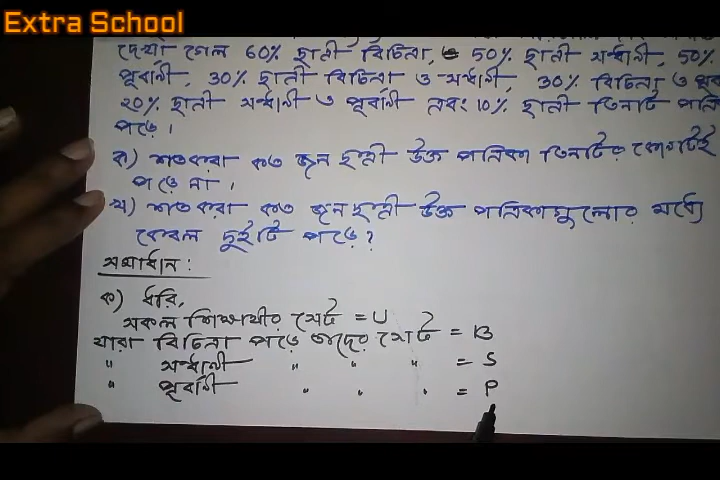 Extra School
দেখা গেল 60% ছাত্রী বিচিত্রা, 50% ছাত্রী সন্ধানী, 50%
পূর্বানী, 30% ছাত্রী বিচিত্রা ও সন্ধানী, 30% বিচিত্রা ও
20% ছাত্রী সন্ধানী ও পূর্বানী এবং 10% ছাত্রী তিনটি
পড়ে।
ক) শতকরা কত জন ছাত্রী উক্ত পত্রিকা তিনটির কোনটিই
পড়ে না।
খ) শতকরা কত জন ছাত্রী উক্ত পত্রিকাগুলোর মধ্যে
কেবল দুইটি পড়ে?
সমাধান:
ক) ধরি,
সকল শিক্ষার্থীর সেট = U
যারা বিচিত্রা পড়ে তাদের সেট = B
" সন্ধানী " " " = S
" পূর্বানী " " " = P